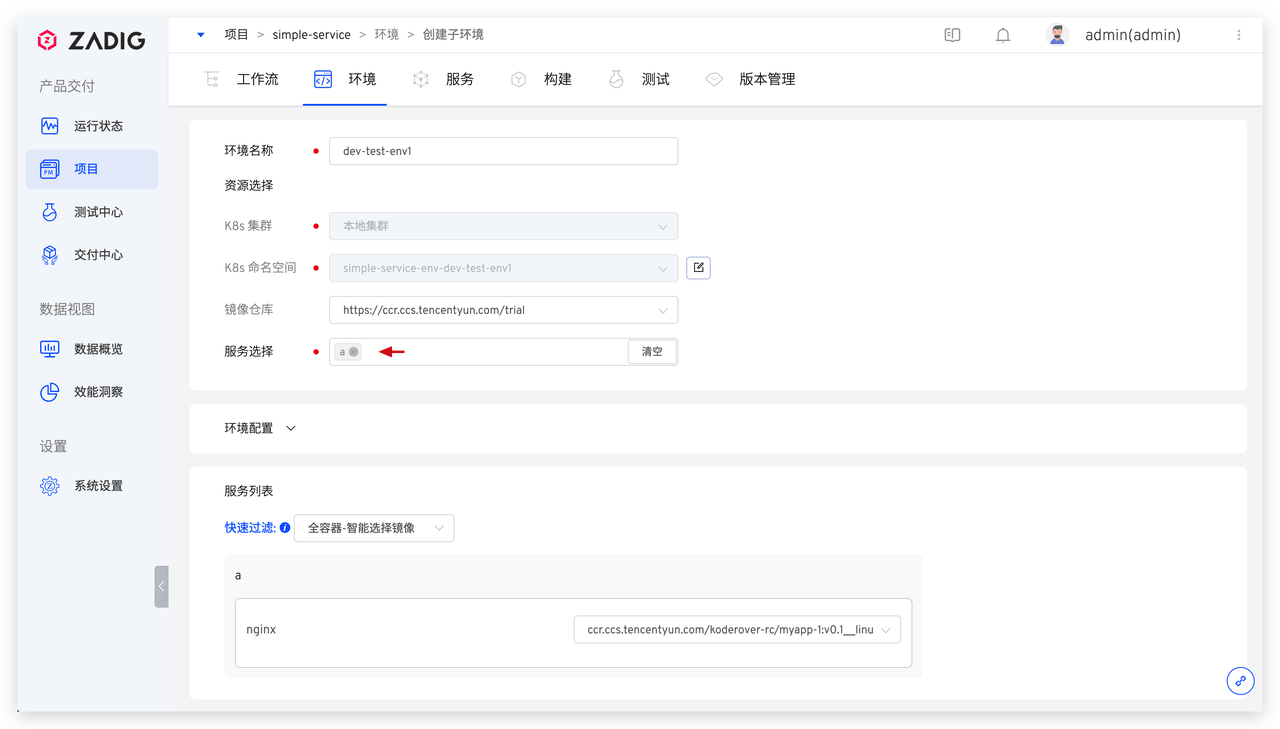 ZADIG
项目 > simple-service > 环境 > 创建子环境
admin(admin)
产品交付
运行状态
项目
测试中心
交付中心
数据视图
数据概览
效能洞察
设置
系统设置
工作流
环境
服务
构建
测试
版本管理
环境名称
dev-test-env1
资源选择
K8s 集群
本地集群
K8s 命名空间
simple-service-env-dev-test-env1
镜像仓库
https://ccr.ccs.tencentyun.com/trial
服务选择
a
清空
环境配置
服务列表
快速过滤:
全容器-智能选择镜像
a
nginx
ccr.ccs.tencentyun.com/koderover-rc/myapp-1:v0.1__linu